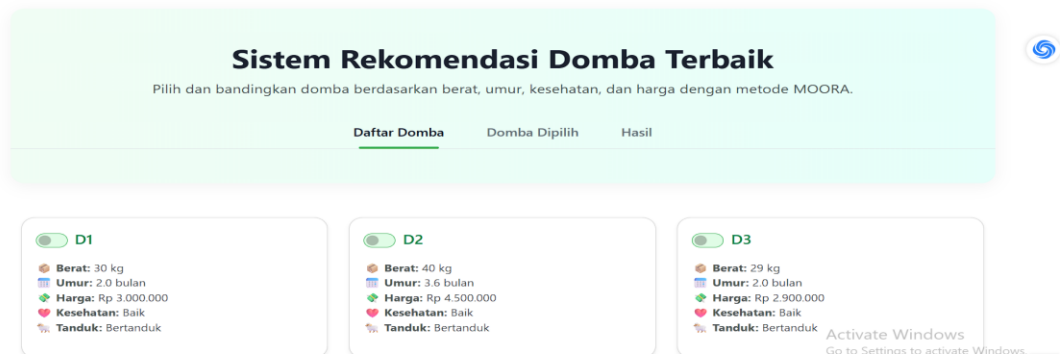 Sistem Rekomendasi Domba Terbaik
Pilih dan bandingkan domba berdasarkan berat, umur, kesehatan, dan harga dengan metode MOORA.
Daftar Domba Domba Dipilih Hasil
D1
Berat: 30 kg
Umur: 2.0 bulan
Harga: Rp 3.000.000
Kesehatan: Baik
Tanduk: Bertanduk
D2
Berat: 40 kg
Umur: 3.6 bulan
Harga: Rp 4.500.000
Kesehatan: Baik
Tanduk: Bertanduk
D3
Berat: 29 kg
Umur: 2.0 bulan
Harga: Rp 2.900.000
Kesehatan: Baik
Tanduk: Bertanduk
Activate Windows
Go to Settings to activate Windows.